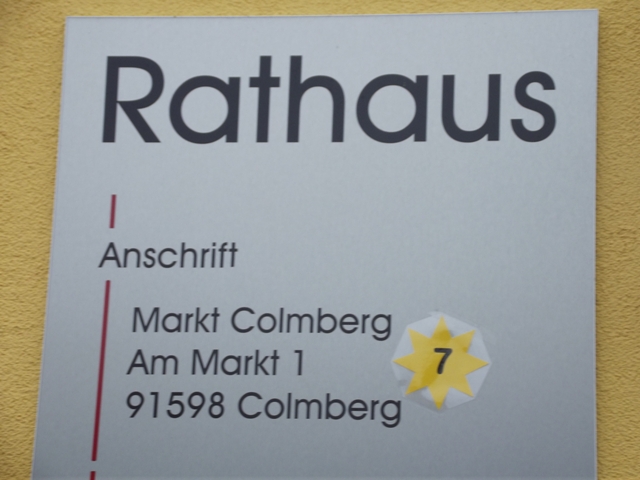 Rathaus
Anschrift
Markt Colmberg
Am Markt 1
91598 Colmberg
7